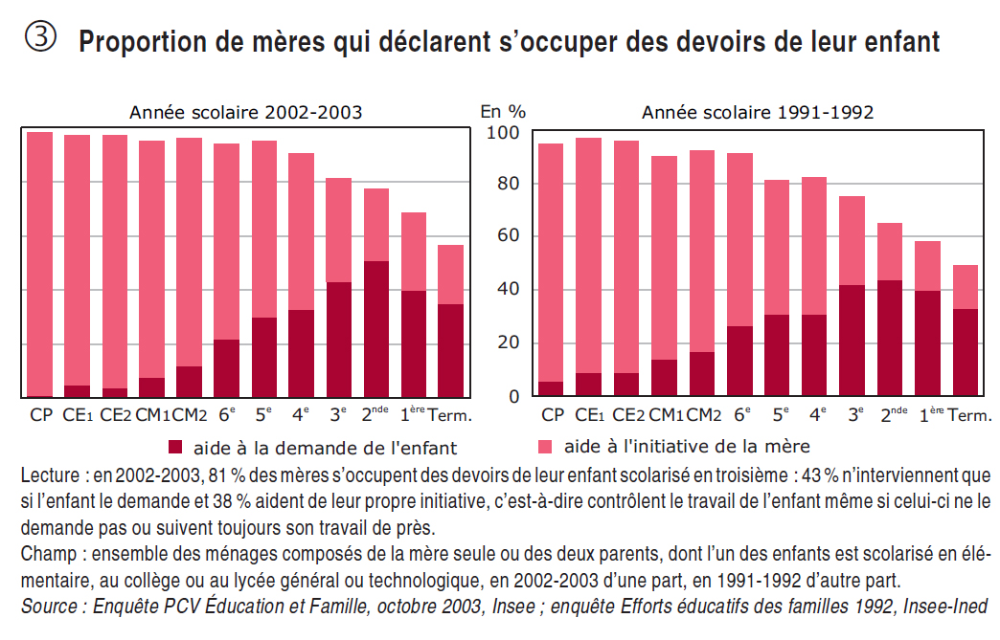 ③ Proportion de mères qui déclarent s’occuper des devoirs de leur enfant
Année scolaire 2002-2003
En %
Année scolaire 1991-1992
100
80
60
40
20
0
CP CE1 CE2 CM1 CM2 6e 5e 4e 3e 2nde 1ère Term.
CP CE1 CE2 CM1 CM2 6e 5e 4e 3e 2nde 1ère Term.
aide à la demande de l'enfant
aide à l'initiative de la mère
Lecture : en 2002-2003, 81 % des mères s’occupent des devoirs de leur enfant scolarisé en troisième : 43 % n’interviennent que
si l’enfant le demande et 38 % aident de leur propre initiative, c’est-à-dire contrôlent le travail de l’enfant même si celui-ci ne le
demande pas ou suivent toujours son travail de près.
Champ : ensemble des ménages composés de la mère seule ou des deux parents, dont l’un des enfants est scolarisé en élé-
mentaire, au collège ou au lycée général ou technologique, en 2002-2003 d’une part, en 1991-1992 d’autre part.
Source : Enquête PCV Éducation et Famille, octobre 2003, Insee ; enquête Efforts éducatifs des familles 1992, Insee-Ined